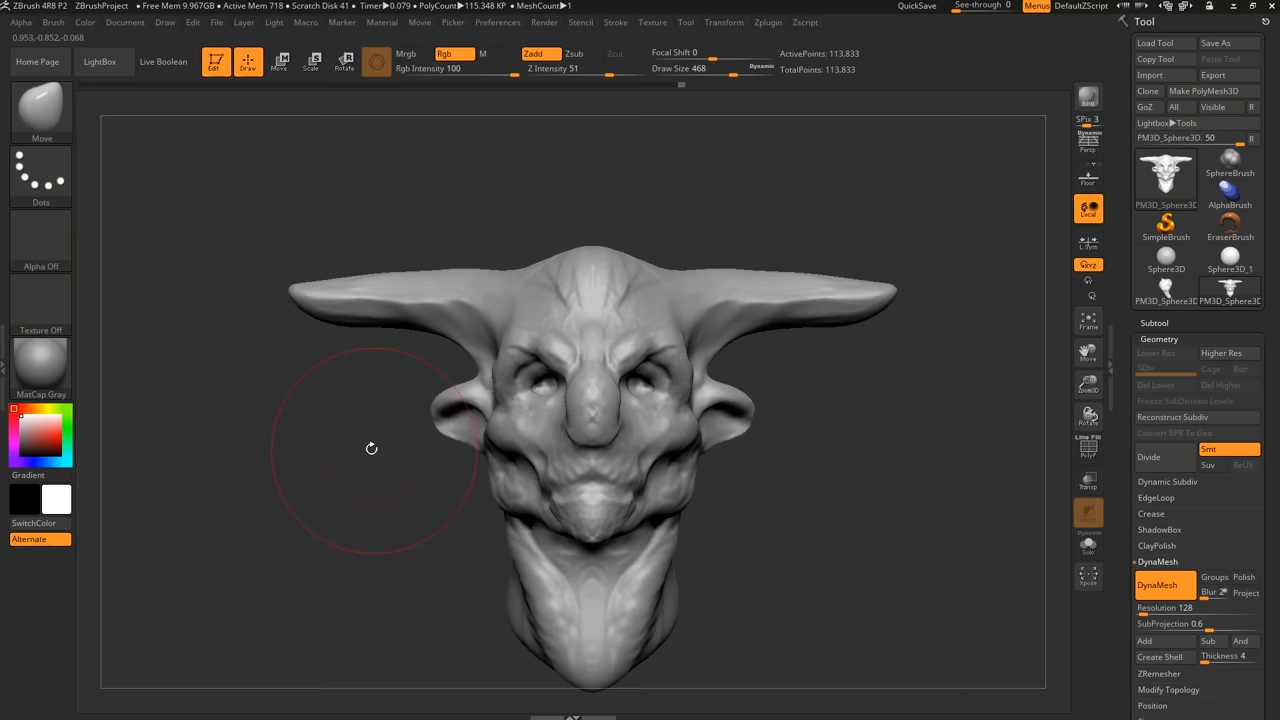 ZBrush 4R8 P2 ZBrushProject • Free Mem 9.967GB • Active Mem 718 • Scratch Disk 41 • Timer▶0.079 • PolyCount▶115.348 KP • MeshCount▶1 QuickSave See-through 0 Menus DefaultZScript
Alpha Brush Color Document Draw Edit File Layer Light Macro Marker Material Movie Picker Preferences Render Stencil Stroke Texture Tool Transform Zplugin Zscript
0.953,-0.852,-0.068
Home Page LightBox Live Boolean Edit Draw Move Scale Rotate
Mrgb Rgb M Zadd Zsub Zcut Focal Shift 0 ActivePoints: 113,833
Rgb Intensity 100 Z Intensity 51 Draw Size 468 Dynamic TotalPoints: 113,833
Move
Dots
Alpha Off
Texture Off
MatCap Gray
Gradient
SwitchColor
Alternate
BPR
SPix 3
Dynamic
Persp
Floor
Local
L.Sym
XYZ
Frame
Move
Zoom3D
Rotate
Line Fill
PolyF
Transp
Dynamic
Solo
Xpose
Tool
Load Tool Save As
Copy Tool Paste Tool
Import Export
Clone Make PolyMesh3D
GoZ All Visible R
Lightbox▶Tools
PM3D_Sphere3D. 50 R
PM3D_Sphere3D SphereBrush
AlphaBrush
SimpleBrush EraserBrush
Sphere3D Sphere3D_1
PM3D_Sphere3D PM3D_Sphere3D
Subtool
Geometry
Lower Res Higher Res
SDiv Cage Rstr
Del Lower Del Higher
Freeze SubDivision Levels
Reconstruct Subdiv
Convert BPR To Geo
Divide Smt
Suv ReUV
Dynamic Subdiv
EdgeLoop
Crease
ShadowBox
ClayPolish
DynaMesh
DynaMesh Groups Polish
Blur 2 Project
Resolution 128
SubProjection 0.6
Add Sub And
Create Shell Thickness 4
ZRemesher
Modify Topology
Position